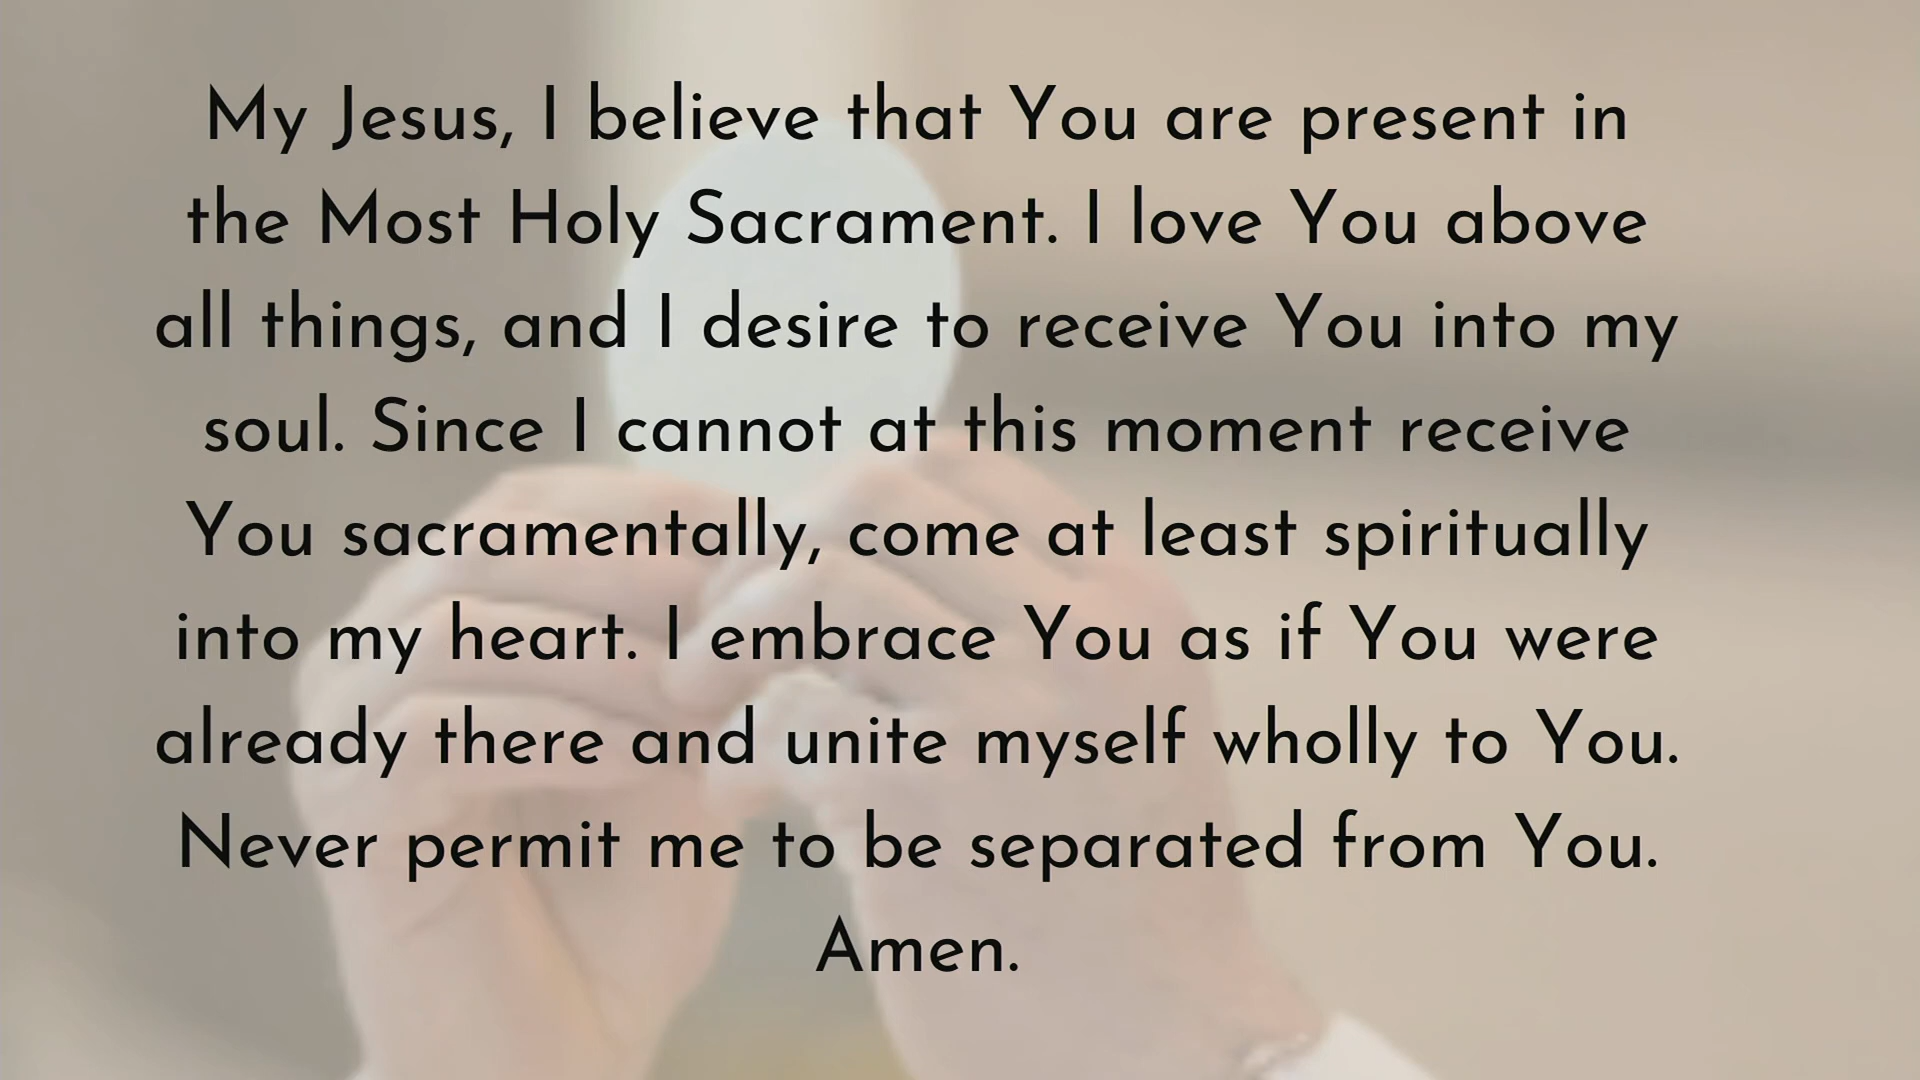 My Jesus, I believe that You are present in
the Most Holy Sacrament. I love You above
all things, and I desire to receive You into my
soul. Since I cannot at this moment receive
You sacramentally, come at least spiritually
into my heart. I embrace You as if You were
already there and unite myself wholly to You.
Never permit me to be separated from You.
Amen.